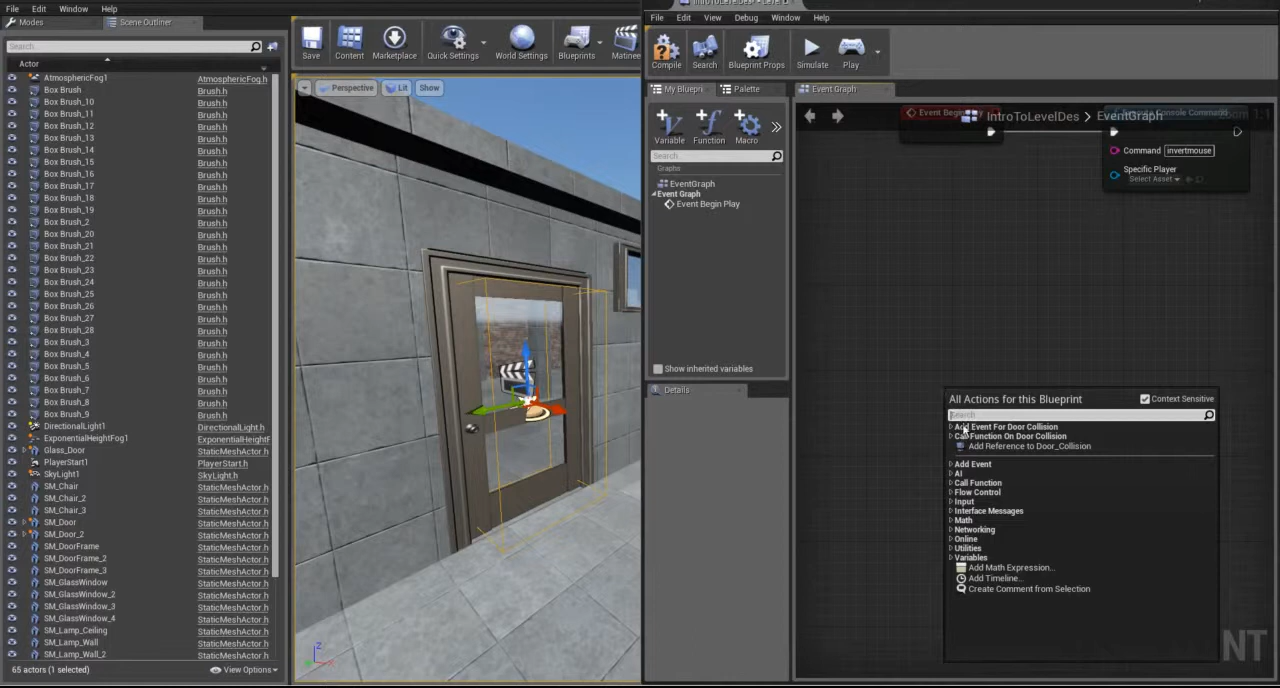 File Edit Window Help
Modes
Scene Outliner
Search
Actor
AtmosphericFog1 AtmosphericFog.h
Box Brush Brush.h
Box Brush_10 Brush.h
Box Brush_11 Brush.h
Box Brush_12 Brush.h
Box Brush_13 Brush.h
Box Brush_14 Brush.h
Box Brush_15 Brush.h
Box Brush_16 Brush.h
Box Brush_17 Brush.h
Box Brush_18 Brush.h
Box Brush_19 Brush.h
Box Brush_2 Brush.h
Box Brush_20 Brush.h
Box Brush_21 Brush.h
Box Brush_22 Brush.h
Box Brush_23 Brush.h
Box Brush_24 Brush.h
Box Brush_25 Brush.h
Box Brush_26 Brush.h
Box Brush_27 Brush.h
Box Brush_28 Brush.h
Box Brush_3 Brush.h
Box Brush_4 Brush.h
Box Brush_5 Brush.h
Box Brush_6 Brush.h
Box Brush_7 Brush.h
Box Brush_8 Brush.h
Box Brush_9 Brush.h
DirectionalLight1 DirectionalLight.h
ExponentialHeightFog1 ExponentialHeightF
Glass_Door StaticMeshActor.h
PlayerStart1 PlayerStart.h
SkyLight1 SkyLight.h
SM_Chair StaticMeshActor.h
SM_Chair_2 StaticMeshActor.h
SM_Chair_3 StaticMeshActor.h
SM_Door StaticMeshActor.h
SM_Door_2 StaticMeshActor.h
SM_DoorFrame StaticMeshActor.h
SM_DoorFrame_2 StaticMeshActor.h
SM_DoorFrame_3 StaticMeshActor.h
SM_GlassWindow StaticMeshActor.h
SM_GlassWindow_2 StaticMeshActor.h
SM_GlassWindow_3 StaticMeshActor.h
SM_GlassWindow_4 StaticMeshActor.h
SM_Lamp_Ceiling StaticMeshActor.h
SM_Lamp_Wall StaticMeshActor.h
SM_Lamp_Wall_2 StaticMeshActor.h
65 actors (1 selected) View Options
Save Content Marketplace Quick Settings World Settings Blueprints Matinee
Perspective Lit Show
Z
File Edit View Debug Window Help
Compile Search Blueprint Props Simulate Play
My Bluepri Palette
Variable Function Macro
Search
Graphs
EventGraph
Event Graph
Event Begin Play
Show inherited variables
Details
Event Graph
IntroToLevelDes > EventGraph
Command invertmouse
Specific Player
Select Asset
All Actions for this Blueprint Context Sensitive
Search
Add Event For Door Collision
Call Function On Door Collision
Add Reference to Door_Collision
Add Event
AI
Call Function
Flow Control
Input
Interface Messages
Math
Networking
Online
Utilities
Variables
Add Math Expression...
Add Timeline...
Create Comment from Selection
NT